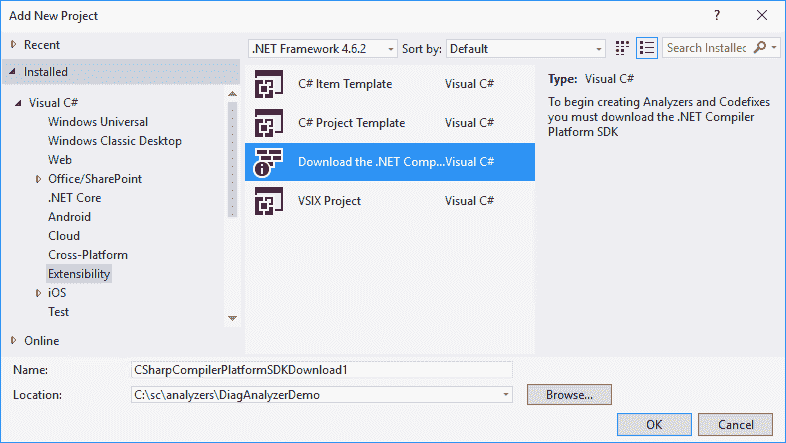 Add New Project
?
Recent
.NET Framework 4.6.2
Sort by:
Default
Search Installed
Installed
Visual C#
Windows Universal
Windows Classic Desktop
Web
Office/SharePoint
.NET Core
Android
Cloud
Cross-Platform
Extensibility
iOS
Test
Online
C# Item Template Visual C#
C# Project Template Visual C#
Download the .NET Comp...Visual C#
VSIX Project Visual C#
Type: Visual C#
To begin creating Analyzers and Codefixes
you must download the .NET Compiler
Platform SDK
Name: CSharpCompilerPlatformSDKDownload1
Location: C:\sc\analyzers\DiagAnalyzerDemo
Browse...
OK
Cancel